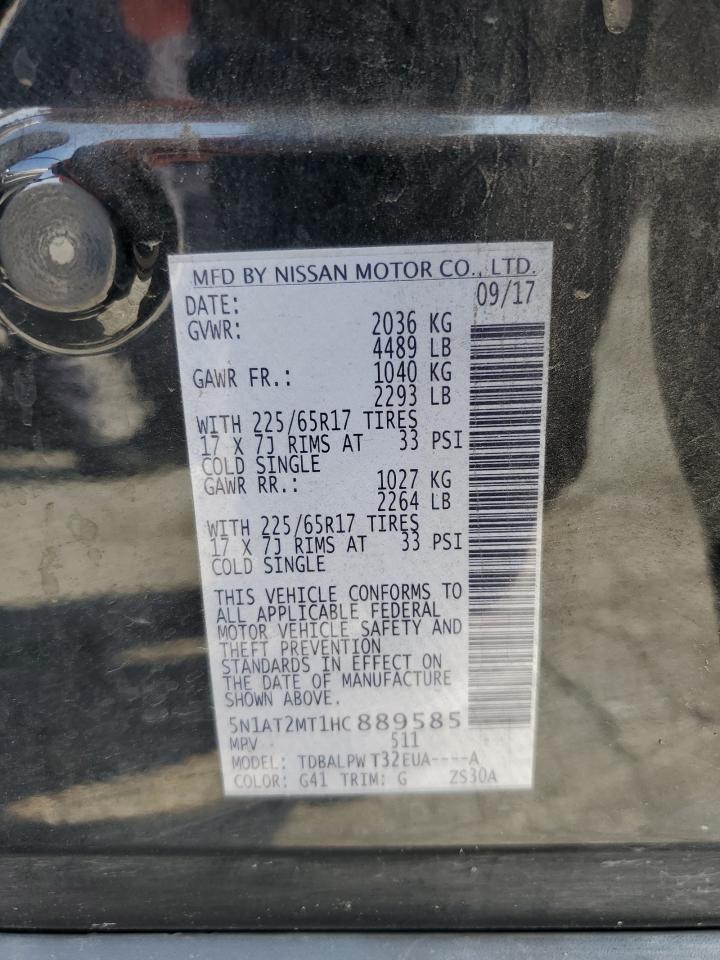 MFD BY NISSAN MOTOR CO., LTD.
DATE: 09/17
GVWR: 2036 KG
4489 LB
GAWR FR.: 1040 KG
2293 LB
WITH 225/65R17 TIRES
17 X 7J RIMS AT 33 PSI
COLD SINGLE
GAWR RR.: 1027 KG
2264 LB
WITH 225/65R17 TIRES
17 X 7J RIMS AT 33 PSI
COLD SINGLE
THIS VEHICLE CONFORMS TO
ALL APPLICABLE FEDERAL
MOTOR VEHICLE SAFETY AND
THEFT PREVENTION
STANDARDS IN EFFECT ON
THE DATE OF MANUFACTURE
SHOWN ABOVE.
5N1AT2MT1HC889585
MPV 511
MODEL: TDBALPW T32EUA----A
COLOR: G41 TRIM: G ZS30A